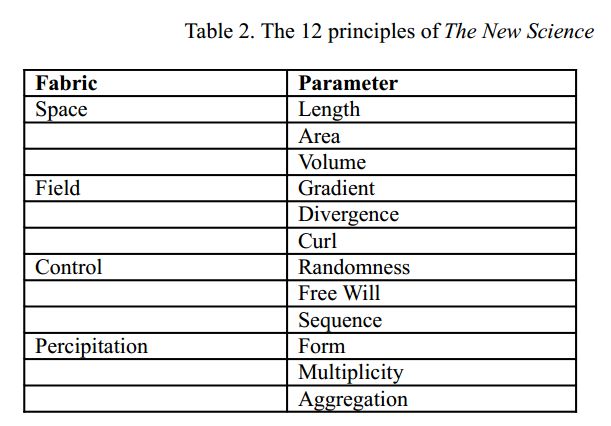 Table 2. The 12 principles of The New Science
Fabric Parameter
Space Length
Area
Volume
Field Gradient
Divergence
Curl
Control Randomness
Free Will
Sequence
Percipitation Form
Multiplicity
Aggregation